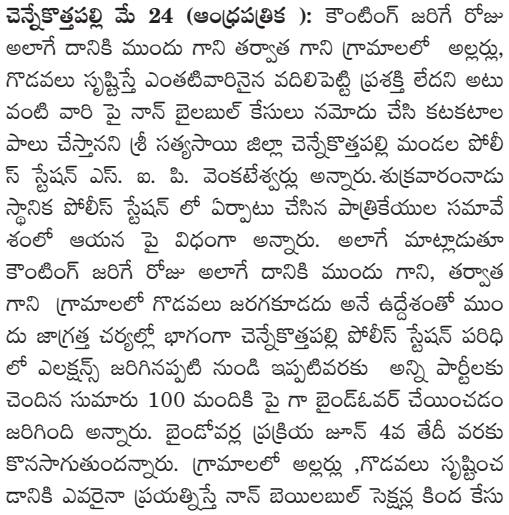 చెన్నేకొత్తపల్లి మే 24 (ఆంధ్రపత్రిక ): కౌంటింగ్ జరిగే రోజు
అలాగే దానికి ముందు గాని తర్వాత గాని గ్రామాలలో అల్లర్లు,
గొడవలు సృష్టిస్తే ఎంతటివారినైన వదిలిపెట్టి ప్రశక్తి లేదని అటు
వంటి వారి పై నాన్ బైలబుల్ కేసులు నమోదు చేసి కటకటాల
పాలు చేస్తానని శ్రీ సత్యసాయి జిల్లా చెన్నేకొత్తపల్లి మండల పోలీ
స్ స్టేషన్ ఎస్. ఐ. పి. వెంకటేశ్వర్లు అన్నారు.శుక్రవారంనాడు
స్థానిక పోలీస్ స్టేషన్ లో ఏర్పాటు చేసిన పాత్రికేయుల సమావే
శంలో ఆయన పై విధంగా అన్నారు. అలాగే మాట్లాడుతూ
కౌంటింగ్ జరిగే రోజు అలాగే దానికి ముందు గాని, తర్వాత
గాని గ్రామాలలో గొడవలు జరగకూడదు అనే ఉద్దేశంతో ముం
దు జాగ్రత్త చర్యల్లో భాగంగా చెన్నేకొత్తపల్లి పోలీస్ స్టేషన్ పరిధి
లో ఎలక్షన్స్ జరిగినప్పటి నుండి ఇప్పటివరకు అన్ని పార్టీలకు
చెందిన సుమారు 100 మందికి పై గా బైండ్ఓవర్ చేయించడం
జరిగింది అన్నారు. బైండోవర్ల ప్రక్రియ జూన్ 4వ తేదీ వరకు
కొనసాగుతుందన్నారు. గ్రామాలలో అల్లర్లు ,గొడవలు సృష్టించ
డానికి ఎవరైనా ప్రయత్నిస్తే నాన్ బెయిలబుల్ సెక్షన్ల కింద కేసు